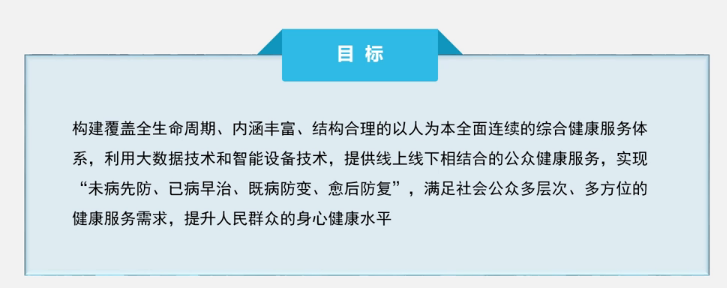 目 标
构建覆盖全生命周期、内涵丰富、结构合理的以人为本全面连续的综合健康服务体
系，利用大数据技术和智能设备技术，提供线上线下相结合的公众健康服务，实现
“未病先防、已病早治、既病防变、愈后防复”，满足社会公众多层次、多方位的
健康服务需求，提升人民群众的身心健康水平